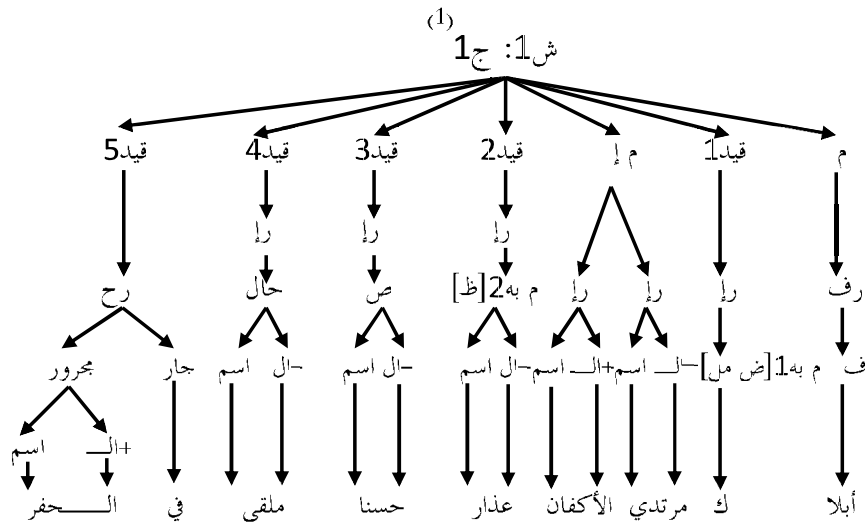 (1)
ش1: ج1
م قيد1 م إ قيد2 قيد3 قيد4 قيد5
رإ رإ رإ
رف رإ رإ رإ م به2[ظ] ص حال رح
ف م به1[ض مل] –الـ اسم +الـ اسم –ال اسم –ال اسم –ال اسم جار مجرور
+الـ اسم
أبلا ك مرتدي الأكفان عذار حسنا ملقى في الـــحفر